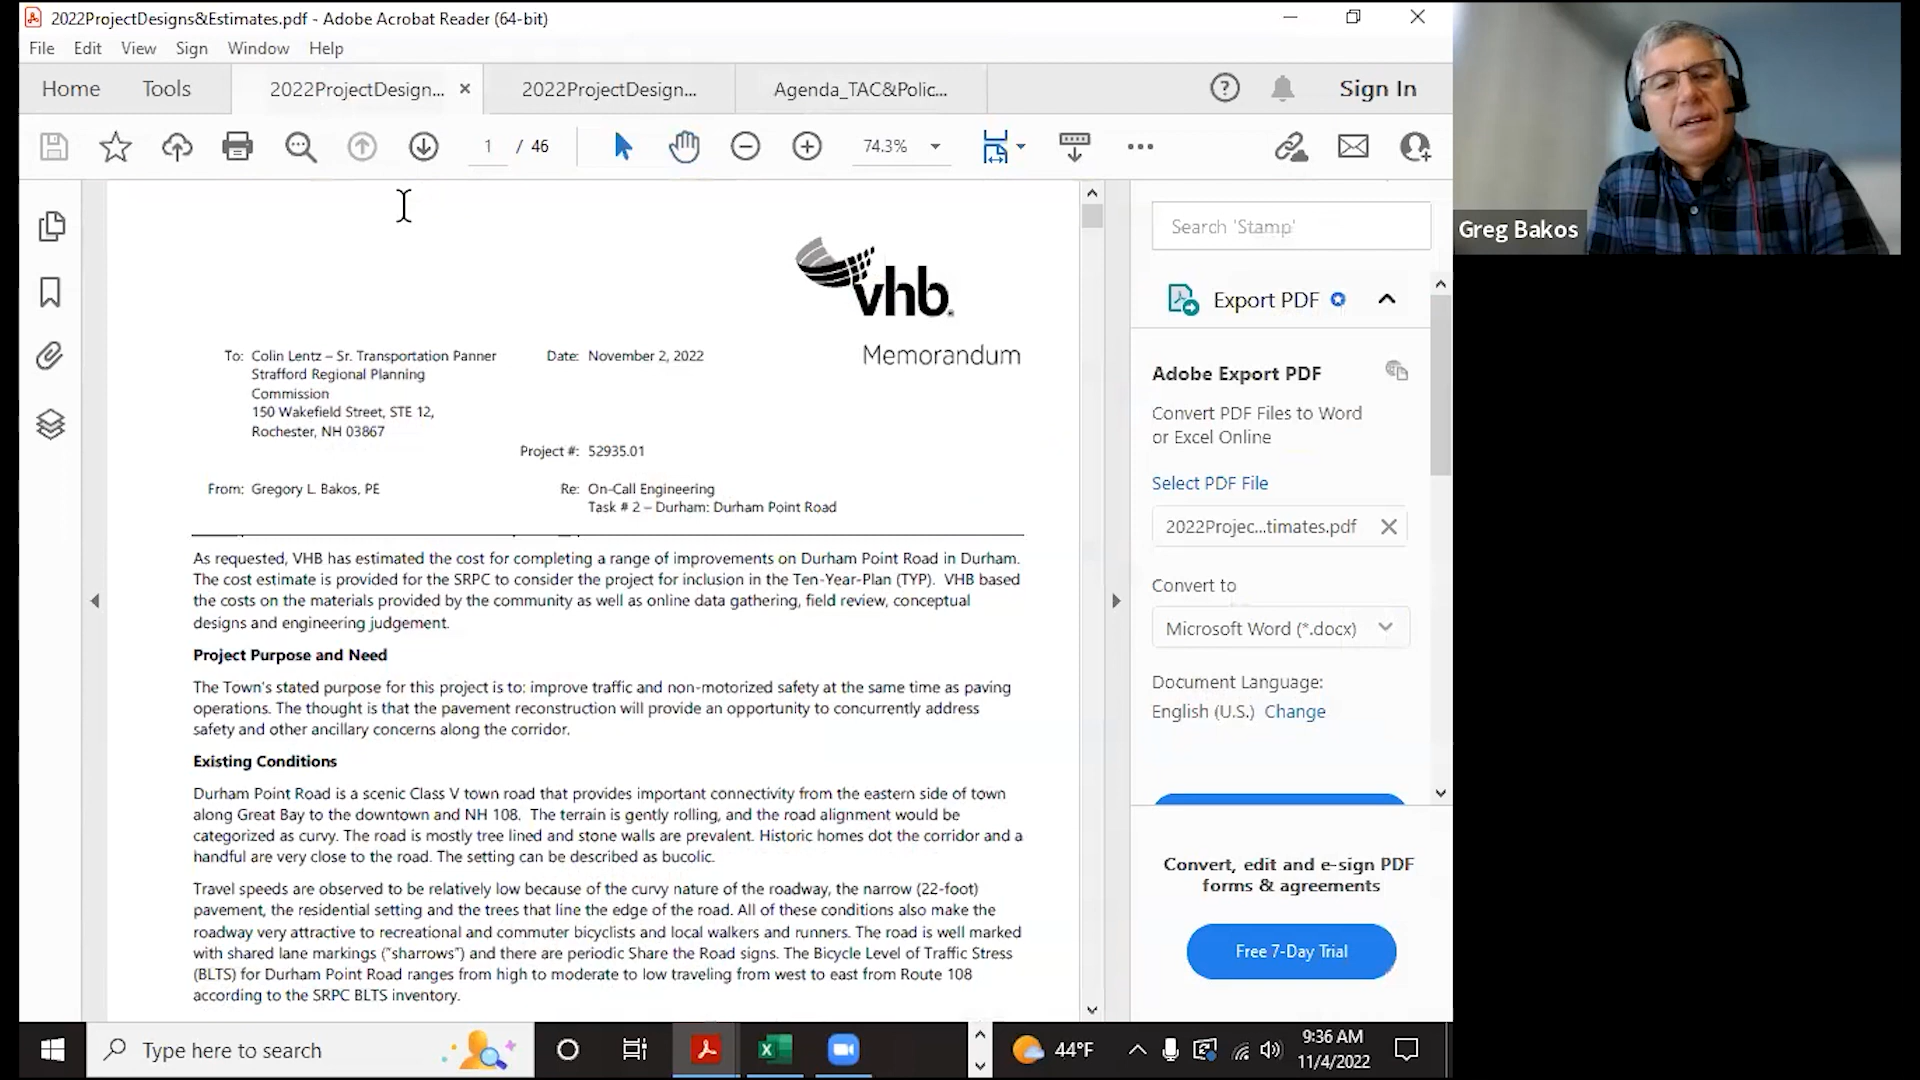 2022ProjectDesigns&Estimates.pdf - Adobe Acrobat Reader (64-bit)
File Edit View Sign Window Help
Home Tools 2022ProjectDesign... 2022ProjectDesign... Agenda_TAC&Polic... Sign In
1 / 46 74.3%
vhb
Memorandum
To: Colin Lentz – Sr. Transportation Panner Date: November 2, 2022
Strafford Regional Planning
Commission
150 Wakefield Street, STE 12,
Rochester, NH 03867
Project #: 52935.01
From: Gregory L. Bakos, PE Re: On-Call Engineering
Task # 2 – Durham: Durham Point Road
As requested, VHB has estimated the cost for completing a range of improvements on Durham Point Road in Durham.
The cost estimate is provided for the SRPC to consider the project for inclusion in the Ten-Year-Plan (TYP). VHB based
the costs on the materials provided by the community as well as online data gathering, field review, conceptual
designs and engineering judgement.
Project Purpose and Need
The Town's stated purpose for this project is to: improve traffic and non-motorized safety at the same time as paving
operations. The thought is that the pavement reconstruction will provide an opportunity to concurrently address
safety and other ancillary concerns along the corridor.
Existing Conditions
Durham Point Road is a scenic Class V town road that provides important connectivity from the eastern side of town
along Great Bay to the downtown and NH 108. The terrain is gently rolling, and the road alignment would be
categorized as curvy. The road is mostly tree lined and stone walls are prevalent. Historic homes dot the corridor and a
handful are very close to the road. The setting can be described as bucolic.
Travel speeds are observed to be relatively low because of the curvy nature of the roadway, the narrow (22-foot)
pavement, the residential setting and the trees that line the edge of the road. All of these conditions also make the
roadway very attractive to recreational and commuter bicyclists and local walkers and runners. The road is well marked
with shared lane markings ("sharrows") and there are periodic Share the Road signs. The Bicycle Level of Traffic Stress
(BLTS) for Durham Point Road ranges from high to moderate to low traveling from west to east from Route 108
according to the SRPC BLTS inventory.
Search 'Stamp'
Export PDF
Adobe Export PDF
Convert PDF Files to Word
or Excel Online
Select PDF File
2022Projec...timates.pdf
Convert to
Microsoft Word (*.docx)
Document Language:
English (U.S.) Change
Convert, edit and e-sign PDF
forms & agreements
Free 7-Day Trial
Greg Bakos
Type here to search
44°F
9:36 AM
11/4/2022